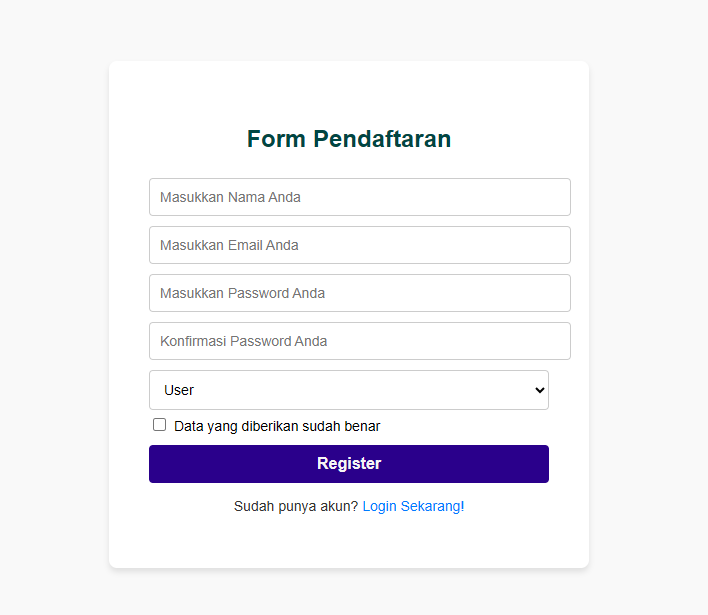 Form Pendaftaran
Masukkan Nama Anda
Masukkan Email Anda
Masukkan Password Anda
Konfirmasi Password Anda
User
Data yang diberikan sudah benar
Register
Sudah punya akun? Login Sekarang!